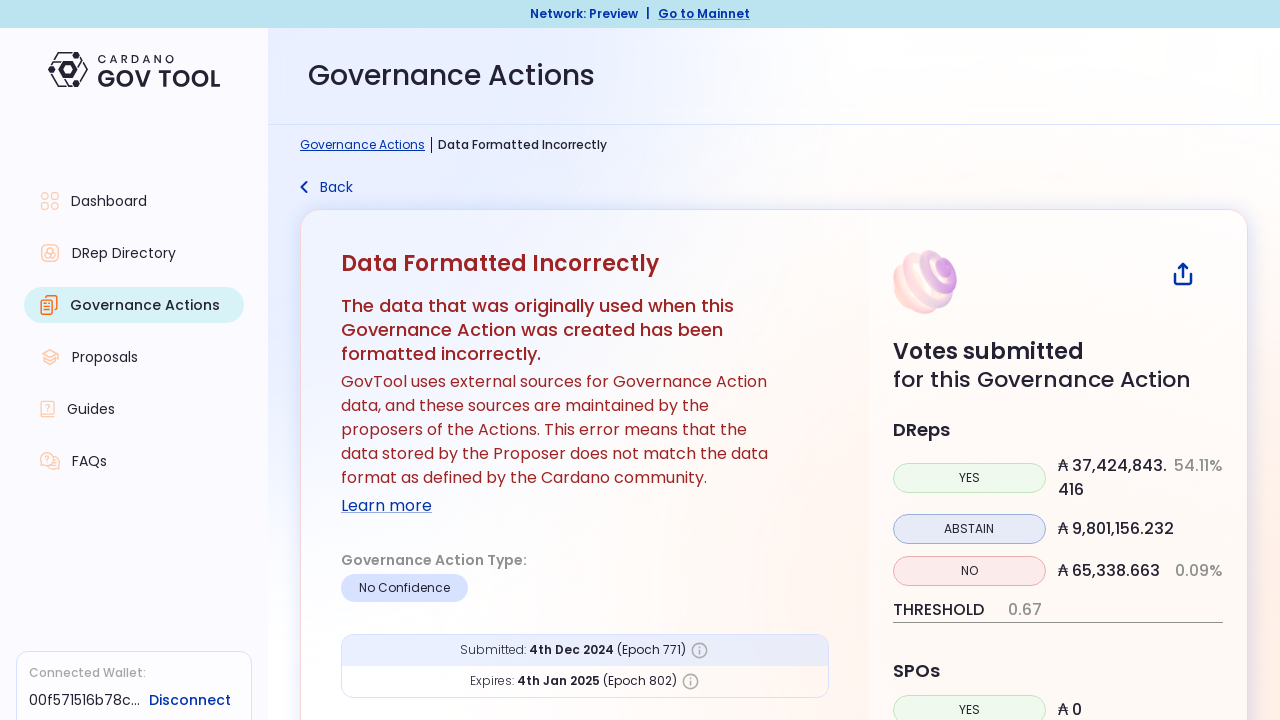 Network: Preview | Go to Mainnet
CARDANO
GOV TOOL
Governance Actions
Governance Actions | Data Formatted Incorrectly
Back
Dashboard
DRep Directory
Governance Actions
Proposals
Guides
FAQs
Connected Wallet:
00f571516b78c... Disconnect
Data Formatted Incorrectly
The data that was originally used when this
Governance Action was created has been
formatted incorrectly.
GovTool uses external sources for Governance Action
data, and these sources are maintained by the
proposers of the Actions. This error means that the
data stored by the Proposer does not match the data
format as defined by the Cardano community.
Learn more
Governance Action Type:
No Confidence
Submitted: 4th Dec 2024 (Epoch 771)
Expires: 4th Jan 2025 (Epoch 802)
Votes submitted
for this Governance Action
DReps
YES ₳ 37,424,843. 54.11%
416
ABSTAIN ₳ 9,801,156.232
NO ₳ 65,338.663 0.09%
THRESHOLD 0.67
SPOs
YES ₳ 0